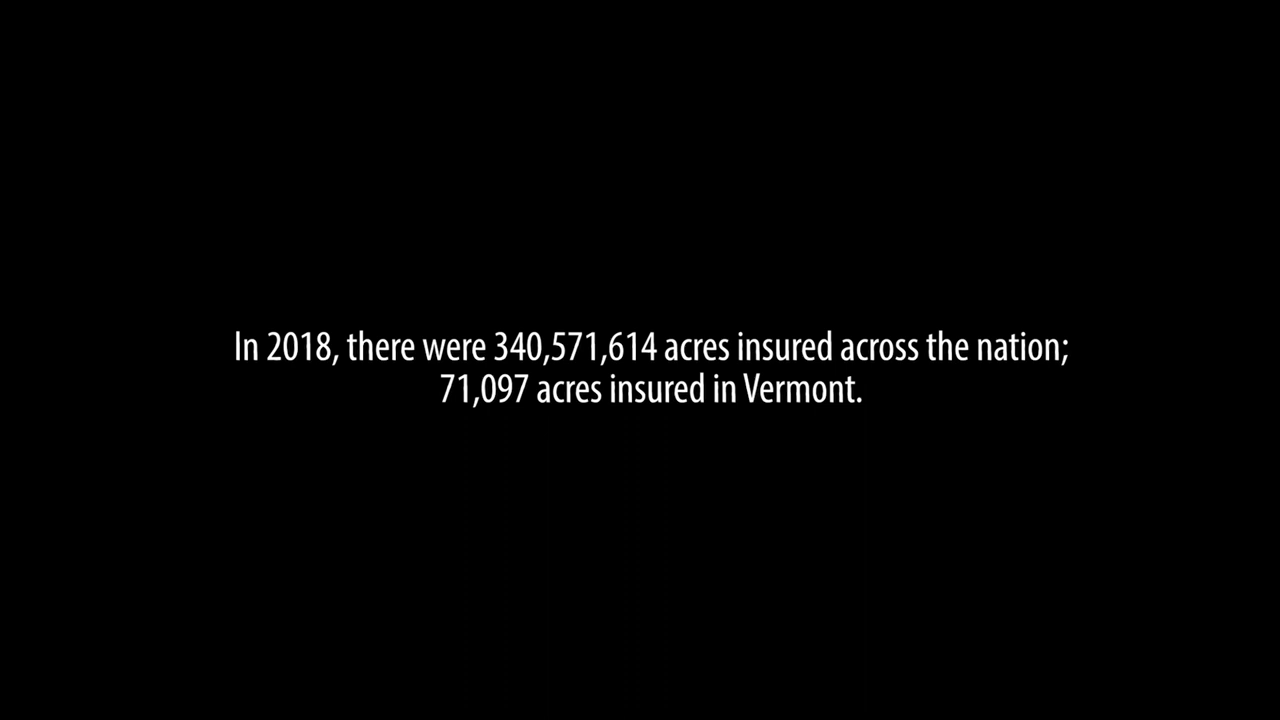 In 2018, there were 340,571,614 acres insured across the nation;
71,097 acres insured in Vermont.